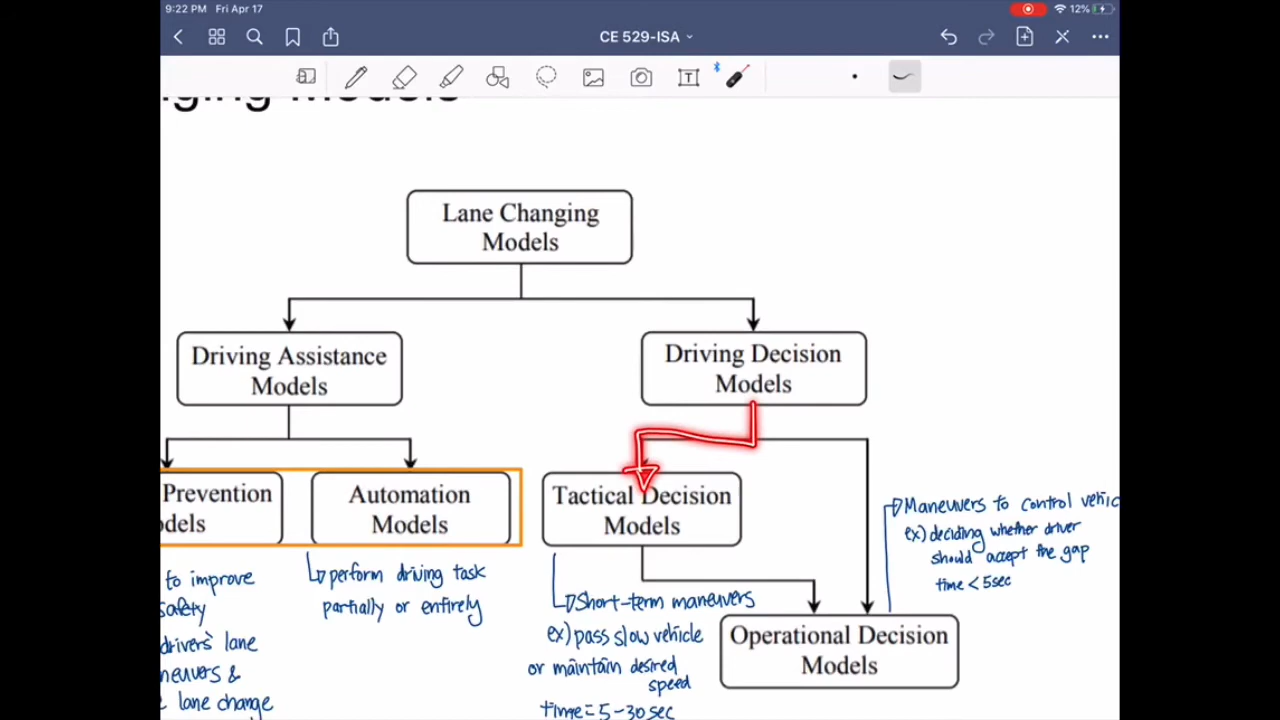 9:22 PM Fri Apr 17
12%
CE 529-ISA
ging Models
Lane Changing
Models
Driving Assistance
Models
Driving Decision
Models
Prevention
odels
Automation
Models
Tactical Decision
Models
Operational Decision
Models
to improve
safety
drivers' lane
neuvers &
lane change
perform driving task
partially or entirely
Short-term maneuvers
ex) pass slow vehicle
or maintain desired
speed
time = 5-30 sec
Maneuvers to control vehic
ex) deciding whether driver
should accept the gap
time < 5sec